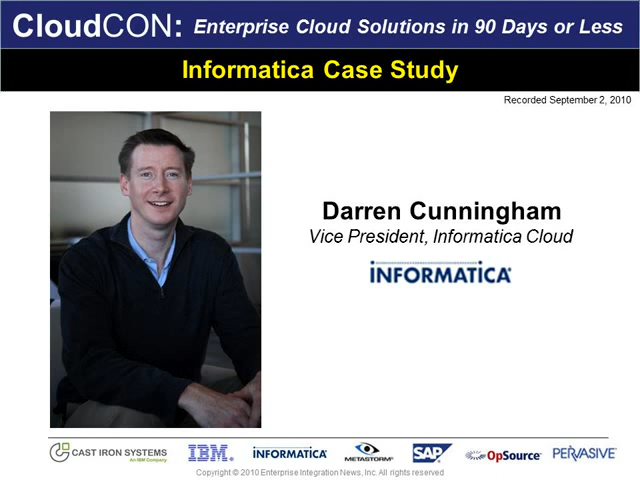 CloudCON: Enterprise Cloud Solutions in 90 Days or Less
Informatica Case Study
Recorded September 2, 2010
Darren Cunningham
Vice President, Informatica Cloud
INFORMATICA
CAST IRON SYSTEMS
An IBM Company
IBM
INFORMATICA
METASTORM
SAP
OpSource
PERVASIVE
Copyright © 2010 Enterprise Integration News, Inc. All rights reserved